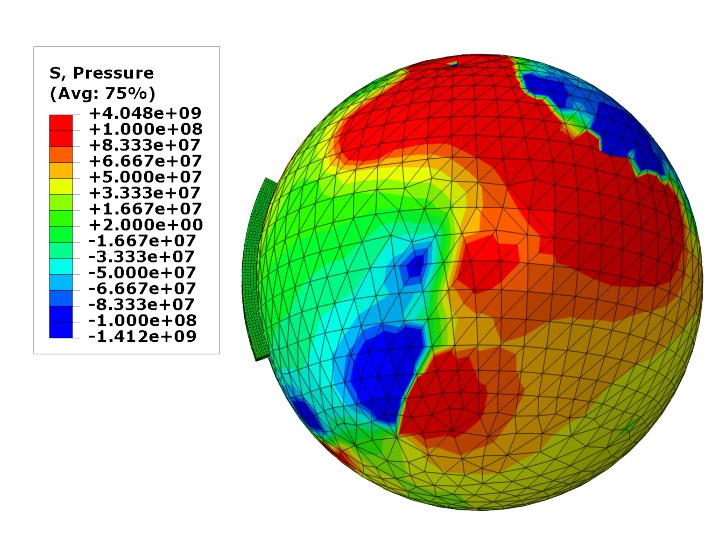 S, Pressure
(Avg: 75%)
+4.048e+09
+1.000e+08
+8.333e+07
+6.667e+07
+5.000e+07
+3.333e+07
+1.667e+07
+2.000e+00
-1.667e+07
-3.333e+07
-5.000e+07
-6.667e+07
-8.333e+07
-1.000e+08
-1.412e+09